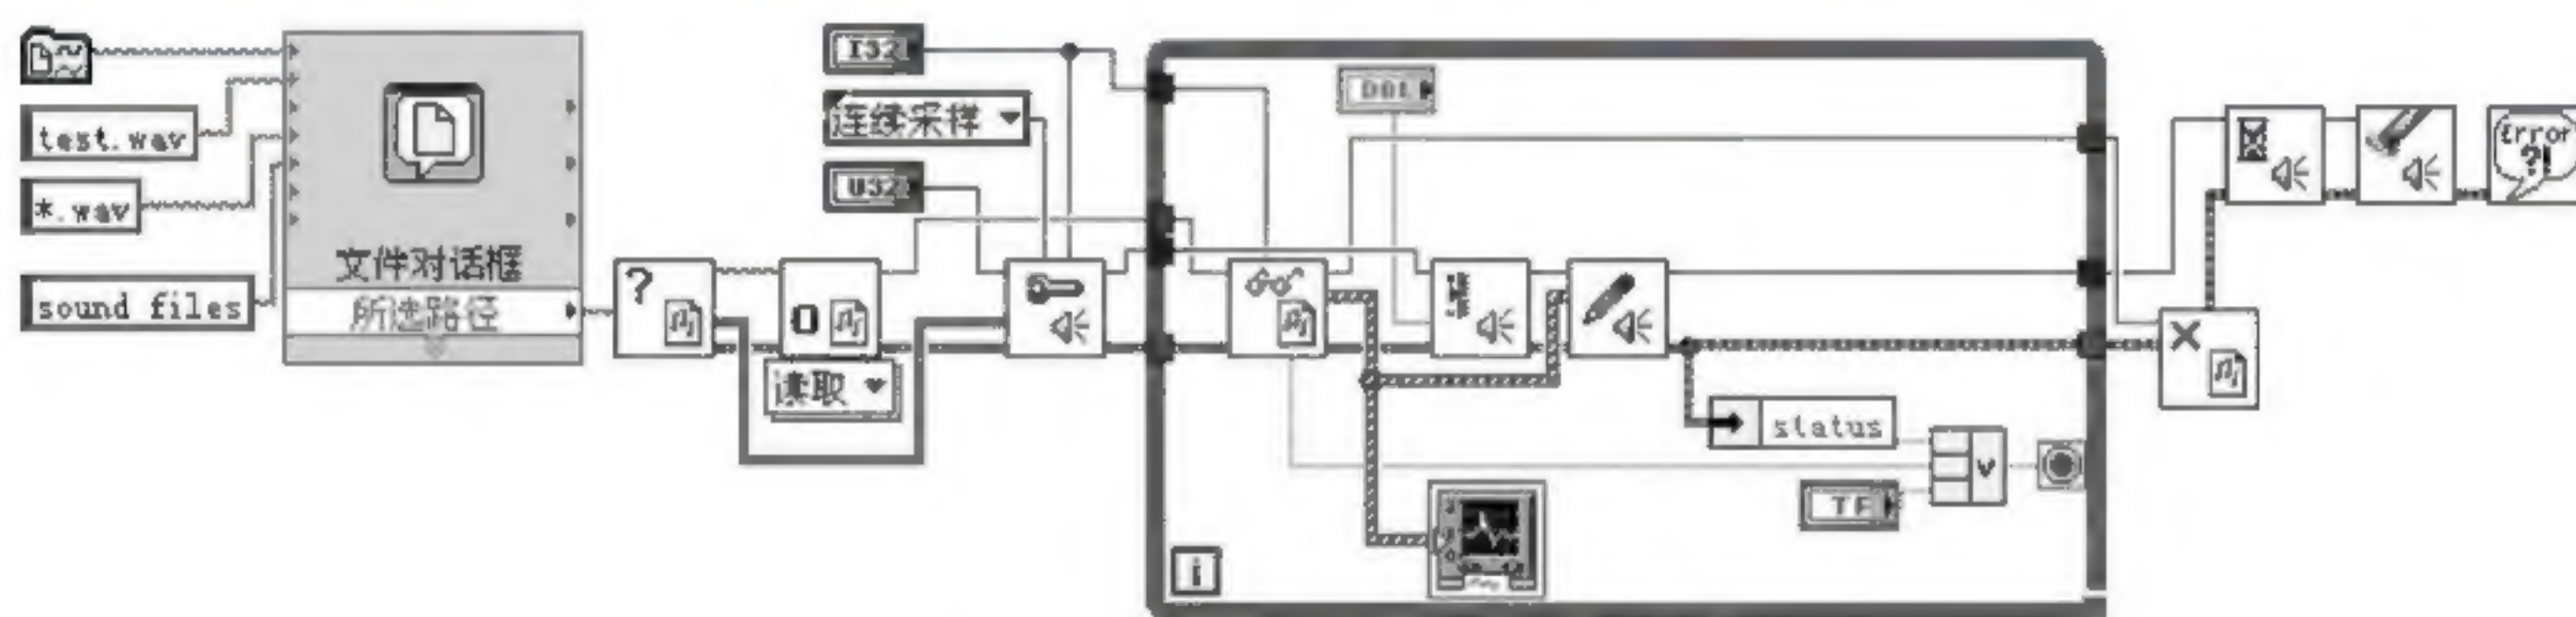 test.wav
*.wav
sound files
文件对话框
所选路径
?
读取
I32
连续采样
U32
DBL
status
TF
v
i
Error
?!